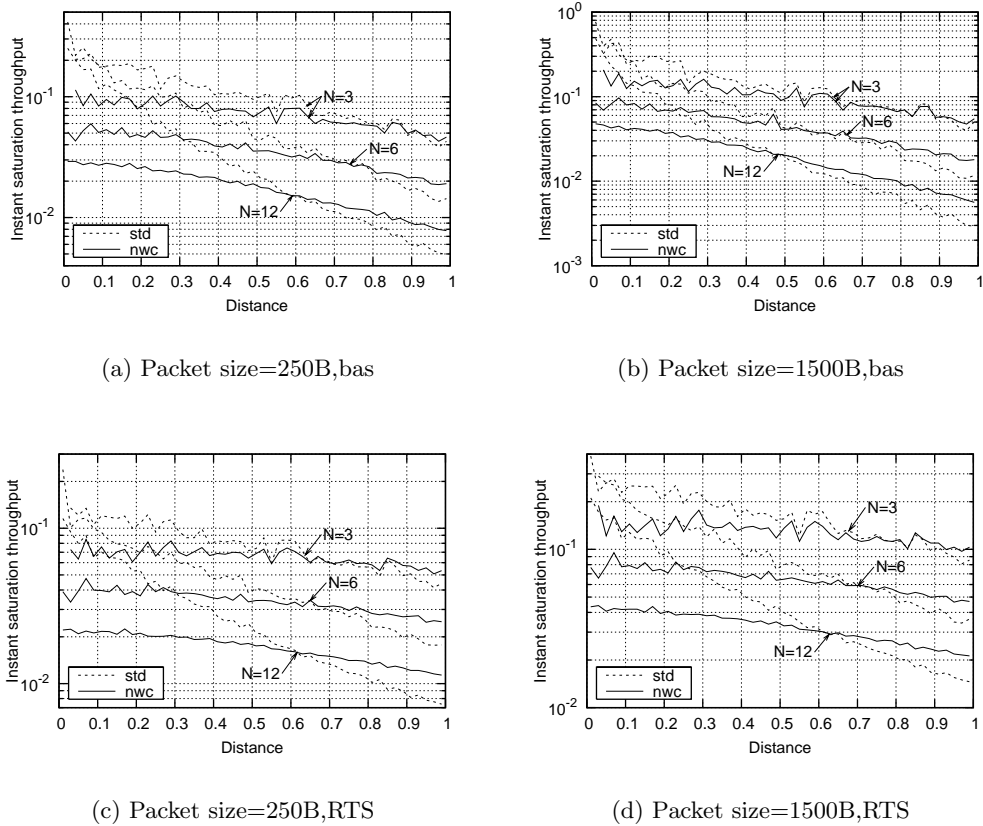 Instant saturation throughput
10^0
10^-1
10^-1
10^-2
10^-2
10^-3
N=3
N=6
N=12
std
nwc
0 0.1 0.2 0.3 0.4 0.5 0.6 0.7 0.8 0.9 1
Distance
Instant saturation throughput
N=3
N=6
N=12
std
nwc
0 0.1 0.2 0.3 0.4 0.5 0.6 0.7 0.8 0.9 1
Distance
(a) Packet size=250B,bas
(b) Packet size=1500B,bas
Instant saturation throughput
10^-1
10^-2
N=3
N=6
N=12
std
nwc
0 0.1 0.2 0.3 0.4 0.5 0.6 0.7 0.8 0.9 1
Distance
Instant saturation throughput
10^-1
10^-2
N=3
N=6
N=12
std
nwc
0 0.1 0.2 0.3 0.4 0.5 0.6 0.7 0.8 0.9 1
Distance
(c) Packet size=250B,RTS
(d) Packet size=1500B,RTS